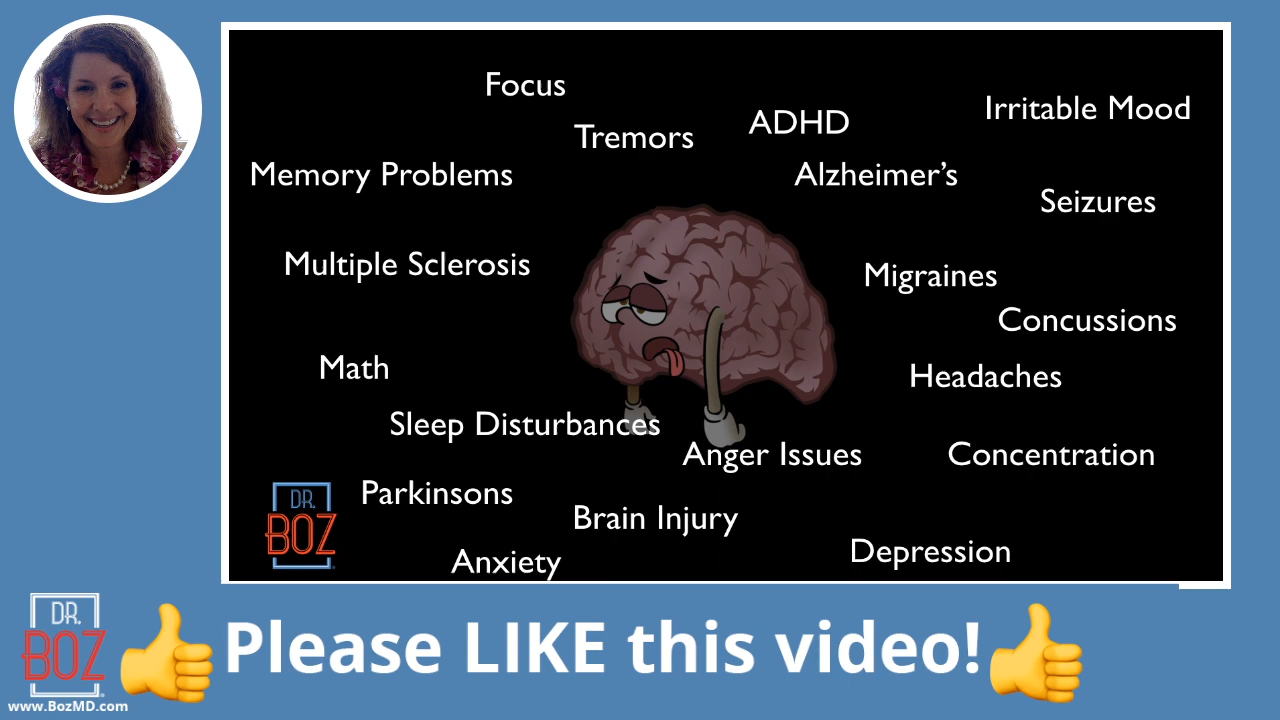 Focus
Irritable Mood
ADHD
Tremors
Memory Problems
Alzheimer’s
Seizures
Multiple Sclerosis
Migraines
Concussions
Math
Headaches
Sleep Disturbances
Anger Issues
Concentration
Parkinsons
DR.
BOZ
Brain Injury
Depression
Anxiety
DR.
BOZ
Please LIKE this video!
www.BozMD.com